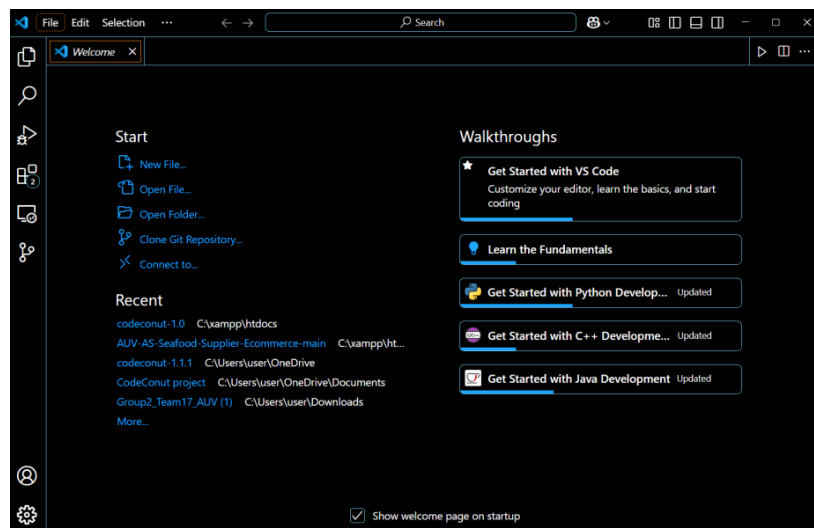 File Edit Selection ··· Search
Welcome
Start
New File...
Open File...
Open Folder...
Clone Git Repository...
Connect to...
Recent
codeconut-1.0 C:\xampp\htdocs
AUV-AS-Seafood-Supplier-Ecommerce-main C:\xampp\ht...
codeconut-1.1.1 C:\Users\user\OneDrive
CodeConut project C:\Users\user\OneDrive\Documents
Group2_Team17_AUV (1) C:\Users\user\Downloads
More...
Walkthroughs
Get Started with VS Code
Customize your editor, learn the basics, and start
coding
Learn the Fundamentals
Get Started with Python Develop... Updated
Get Started with C++ Developme... Updated
Get Started with Java Development Updated
2
Show welcome page on startup